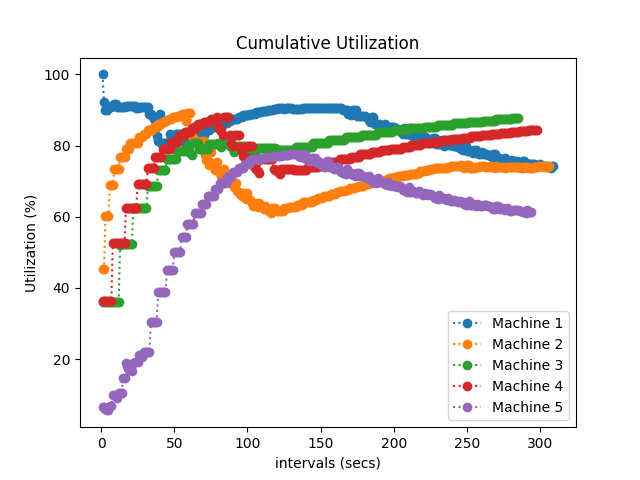 Cumulative Utilization
100
80
60
40
20
Utilization (%)
0
50
100
150
200
250
300
intervals (secs)
Machine 1
Machine 2
Machine 3
Machine 4
Machine 5